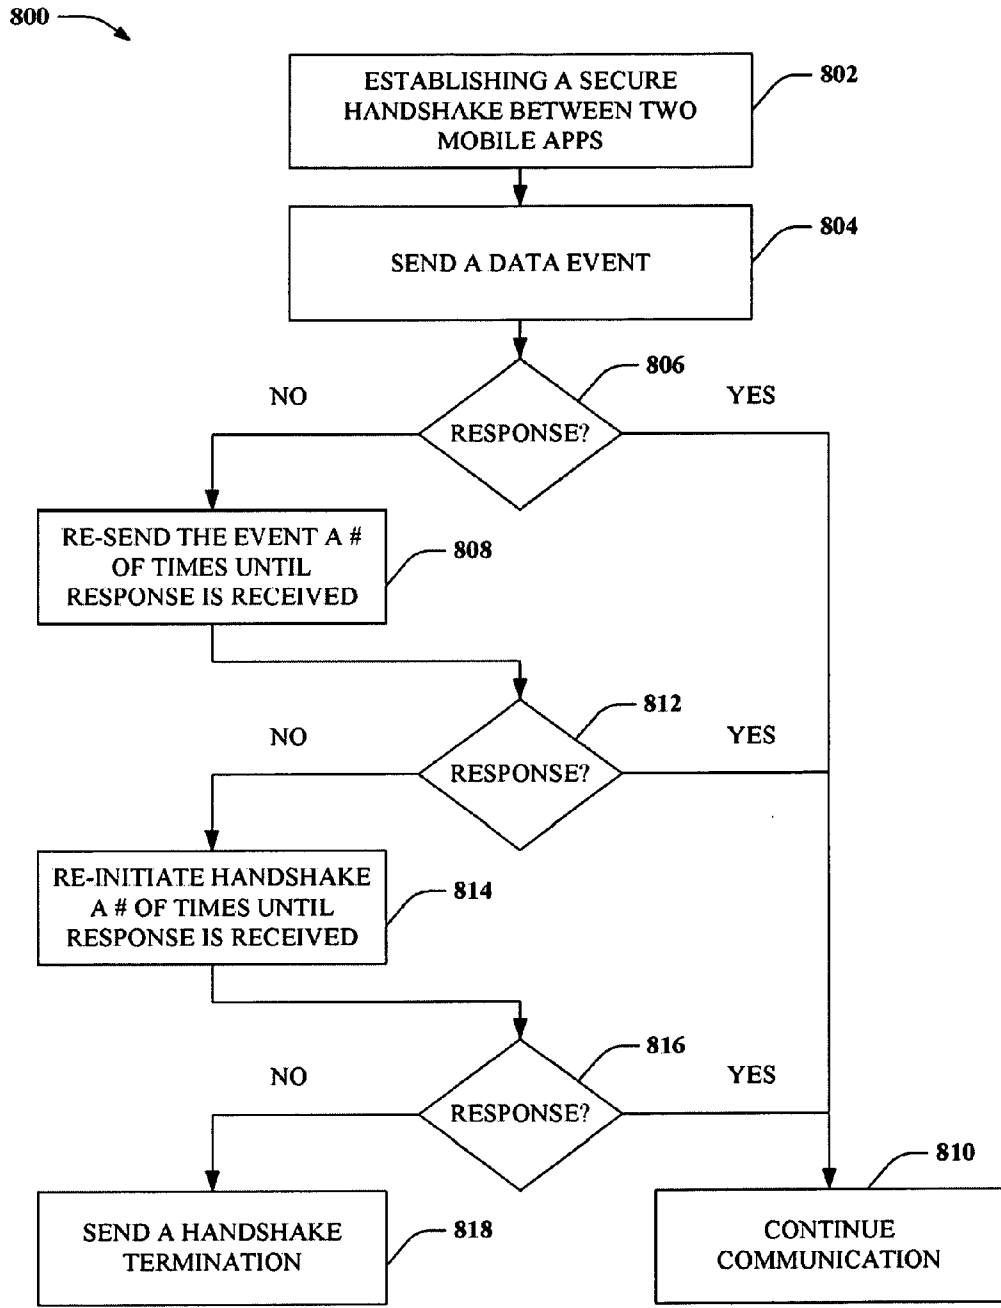 800
ESTABLISHING A SECURE
HANDSHAKE BETWEEN TWO
MOBILE APPS
802
SEND A DATA EVENT
804
RESPONSE?
806
NO
YES
RE-SEND THE EVENT A #
OF TIMES UNTIL
RESPONSE IS RECEIVED
808
RESPONSE?
812
NO
YES
RE-INITIATE HANDSHAKE
A # OF TIMES UNTIL
RESPONSE IS RECEIVED
814
RESPONSE?
816
NO
YES
SEND A HANDSHAKE
TERMINATION
818
CONTINUE
COMMUNICATION
810